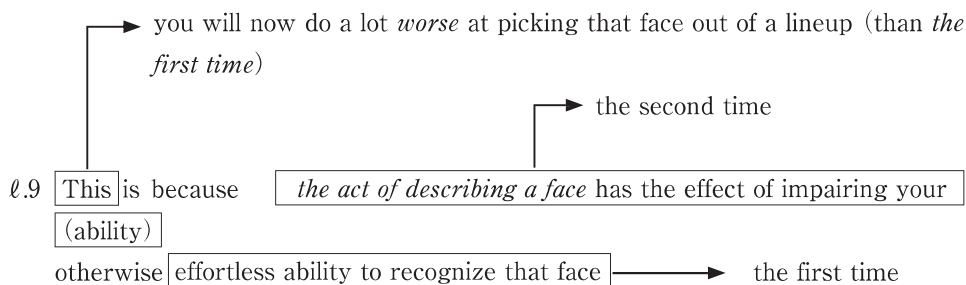 you will now do a lot worse at picking that face out of a lineup (than the
first time)
the second time
ℓ.9 This is because the act of describing a face has the effect of impairing your
(ability)
otherwise effortless ability to recognize that face the first time